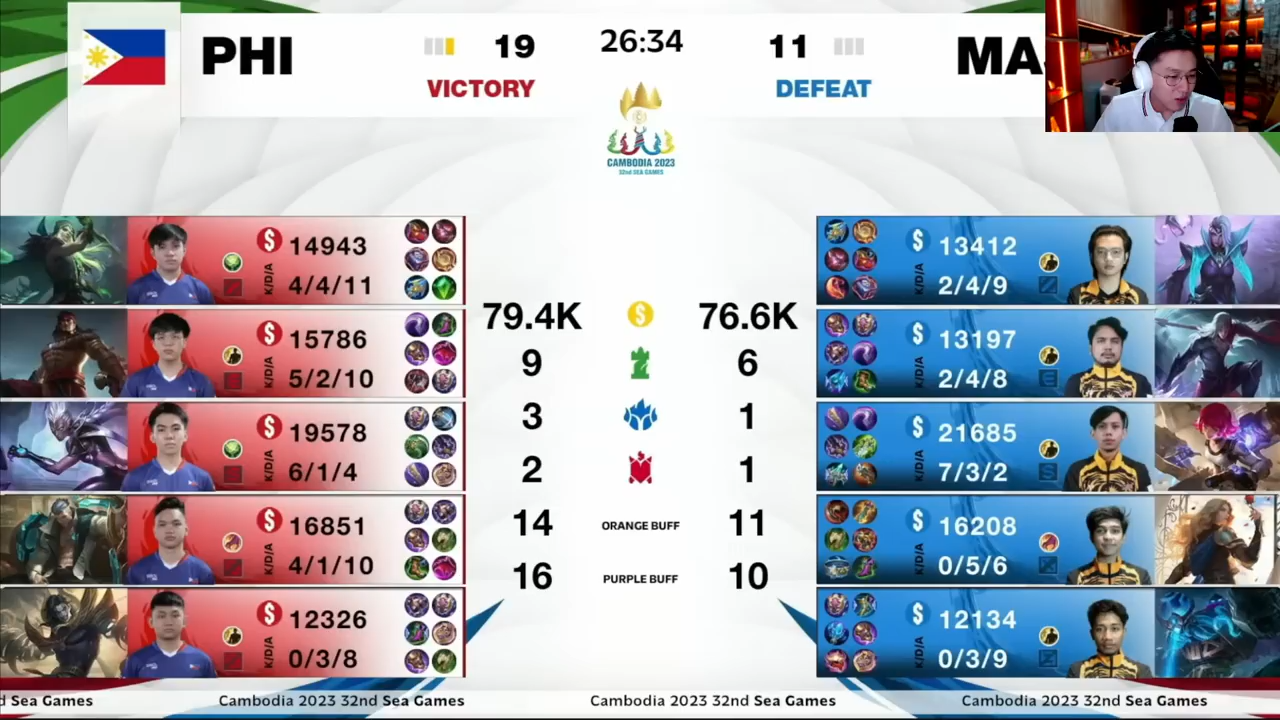 PHI
19
26:34
11
MA
VICTORY
DEFEAT
CAMBODIA 2023
32nd SEA GAMES
$ 14943
K/D/A 4/4/11
$ 15786
K/D/A 5/2/10
$ 19578
K/D/A 6/1/4
$ 16851
K/D/A 4/1/10
$ 12326
K/D/A 0/3/8
79.4K $ 76.6K
9 6
3 1
2 1
14 ORANGE BUFF 11
16 PURPLE BUFF 10
$ 13412
K/D/A 2/4/9
$ 13197
K/D/A 2/4/8
$ 21685
K/D/A 7/3/2
$ 16208
K/D/A 0/5/6
$ 12134
K/D/A 0/3/9
d Sea Games Cambodia 2023 32nd Sea Games Cambodia 2023 32nd Sea Games Cambodia 2023 32nd Sea Games